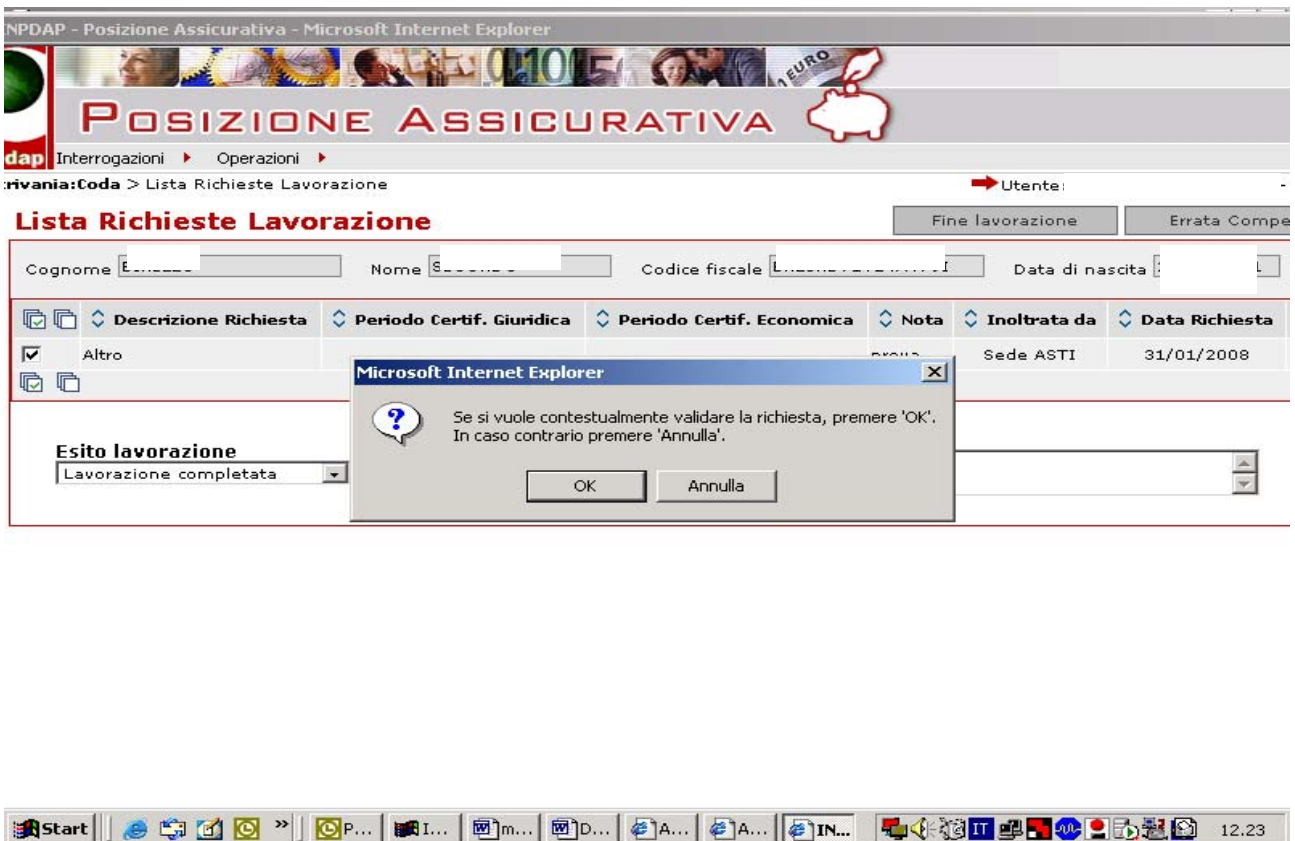 NPDAP - Posizione Assicurativa - Microsoft Internet Explorer
EURO
POSIZIONE ASSICURATIVA
dap Interrogazioni Operazioni
rivania:Coda > Lista Richieste Lavorazione Utente:
Lista Richieste Lavorazione Fine lavorazione Errata Compe
Cognome Nome Codice fiscale Data di nascita
Descrizione Richiesta Periodo Certif. Giuridica Periodo Certif. Economica Nota Inoltrata da Data Richiesta
Altro Sede ASTI 31/01/2008
Microsoft Internet Explorer
Se si vuole contestualmente validare la richiesta, premere 'OK'.
In caso contrario premere 'Annulla'.
OK Annulla
Esito lavorazione
Lavorazione completata
Start » P... I... m... D... A... A... IN... IT 12.23